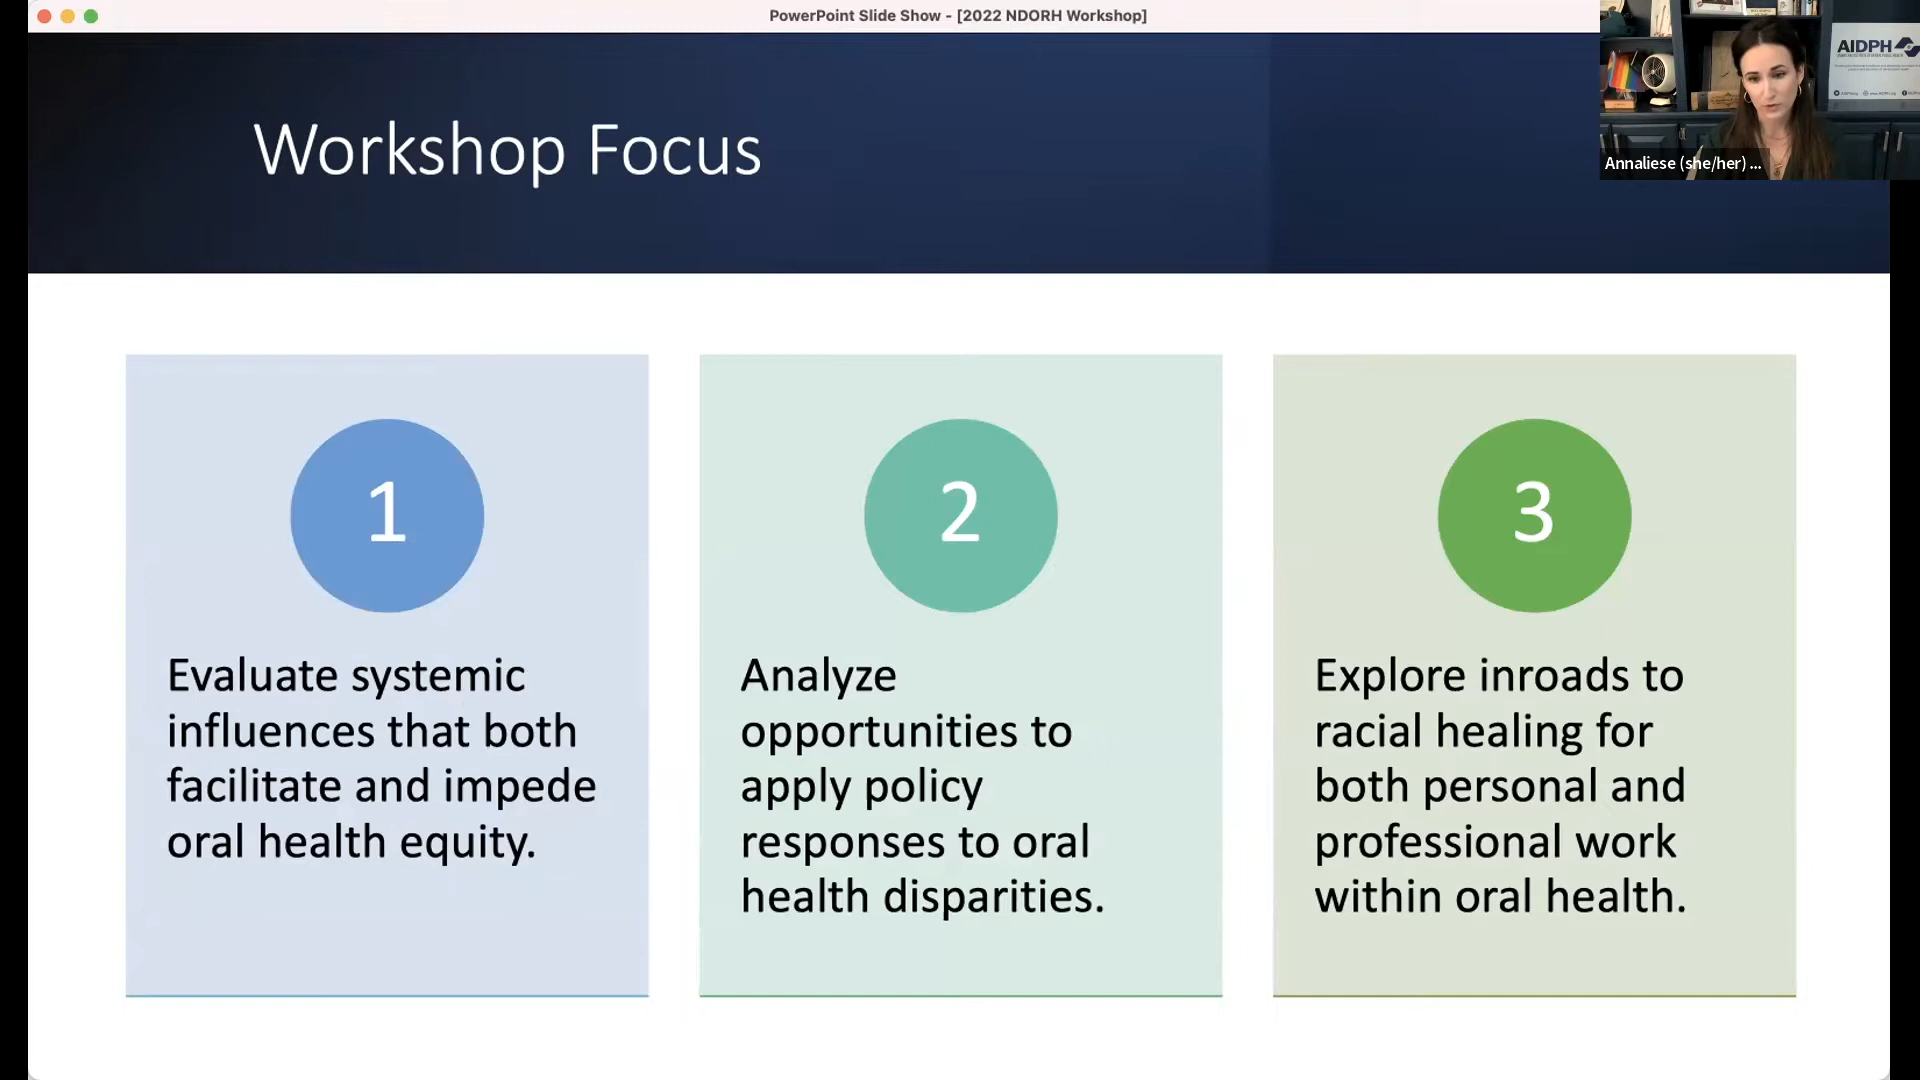 PowerPoint Slide Show - [2022 NDORH Workshop]
AIDPH
Annaliese (she/her) ...
Workshop Focus
1
Evaluate systemic
influences that both
facilitate and impede
oral health equity.
2
Analyze
opportunities to
apply policy
responses to oral
health disparities.
3
Explore inroads to
racial healing for
both personal and
professional work
within oral health.